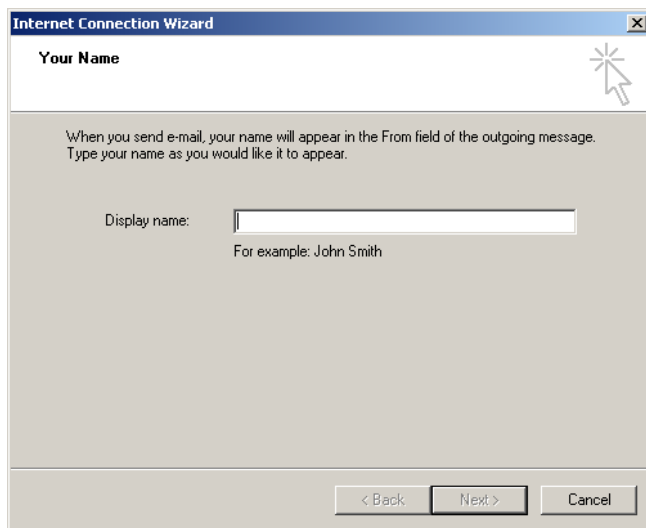 Internet Connection Wizard
Your Name
When you send e-mail, your name will appear in the From field of the outgoing message.
Type your name as you would like it to appear.
Display name:
For example: John Smith
< Back
Next >
Cancel